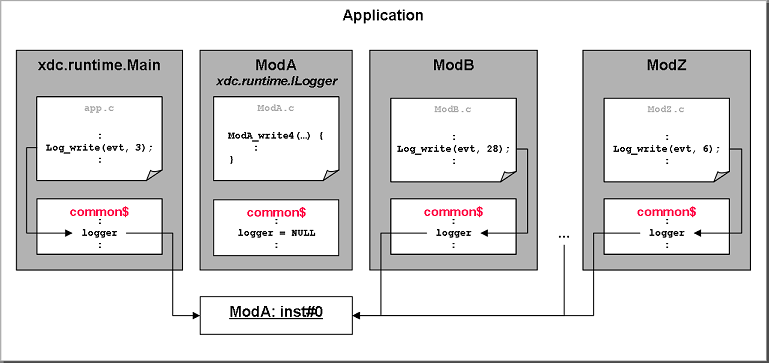 Application
xdc.runtime.Main
app.c
:
Log_write(evt, 3);
:
common$
:
logger
:
ModA
xdc.runtime.ILogger
ModA.c
ModA_write4(…) {
:
}
common$
:
logger = NULL
:
ModB
ModB.c
:
Log_write(evt, 28);
:
common$
:
logger
:
...
ModZ
ModZ.c
:
Log_write(evt, 6);
:
common$
:
logger
:
ModA: inst#0